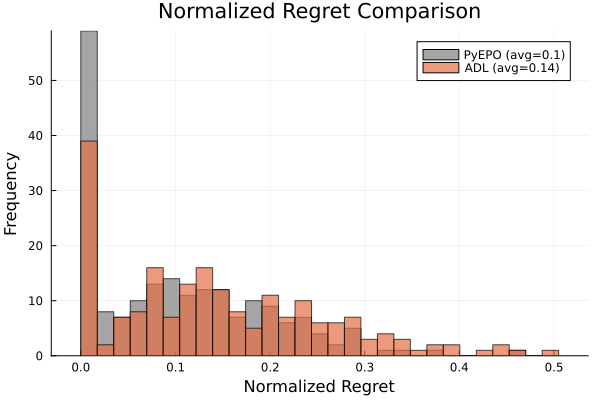 Normalized Regret Comparison
PyEPO (avg=0.1)
ADL (avg=0.14)
Frequency
50
40
30
20
10
0
0.0 0.1 0.2 0.3 0.4 0.5
Normalized Regret